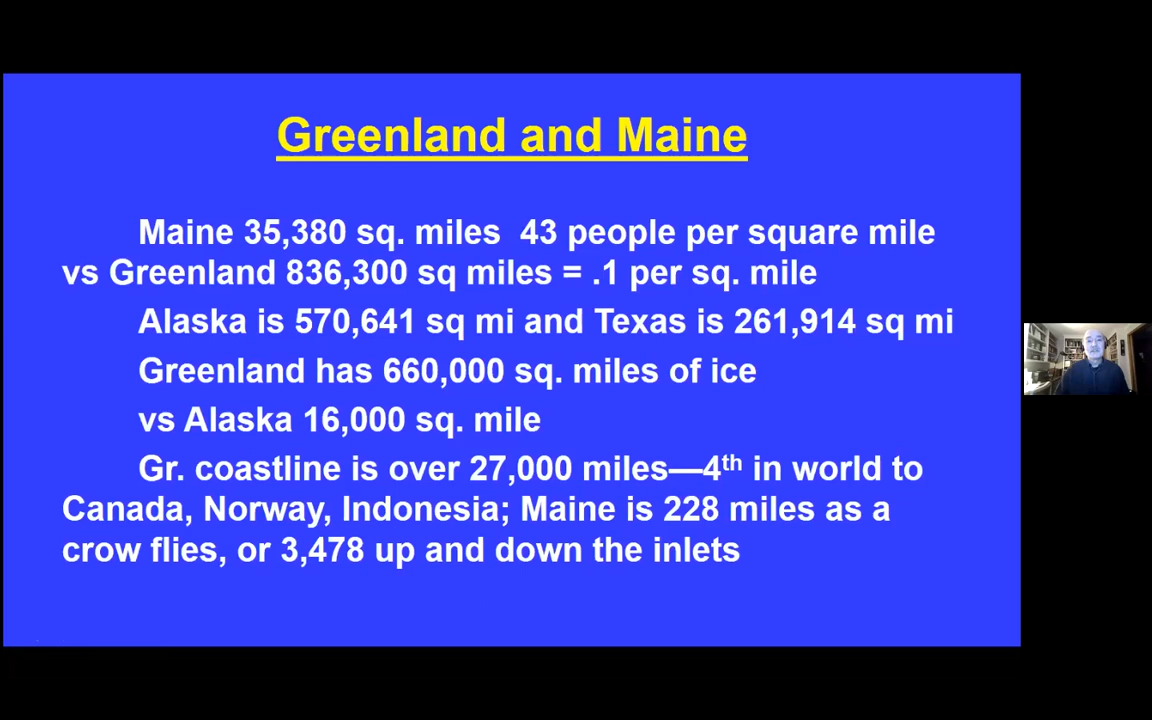 Greenland and Maine
Maine 35,380 sq. miles  43 people per square mile
vs Greenland 836,300 sq miles = .1 per sq. mile
Alaska is 570,641 sq mi and Texas is 261,914 sq mi
Greenland has 660,000 sq. miles of ice
vs Alaska 16,000 sq. mile
Gr. coastline is over 27,000 miles—4th in world to
Canada, Norway, Indonesia; Maine is 228 miles as a
crow flies, or 3,478 up and down the inlets